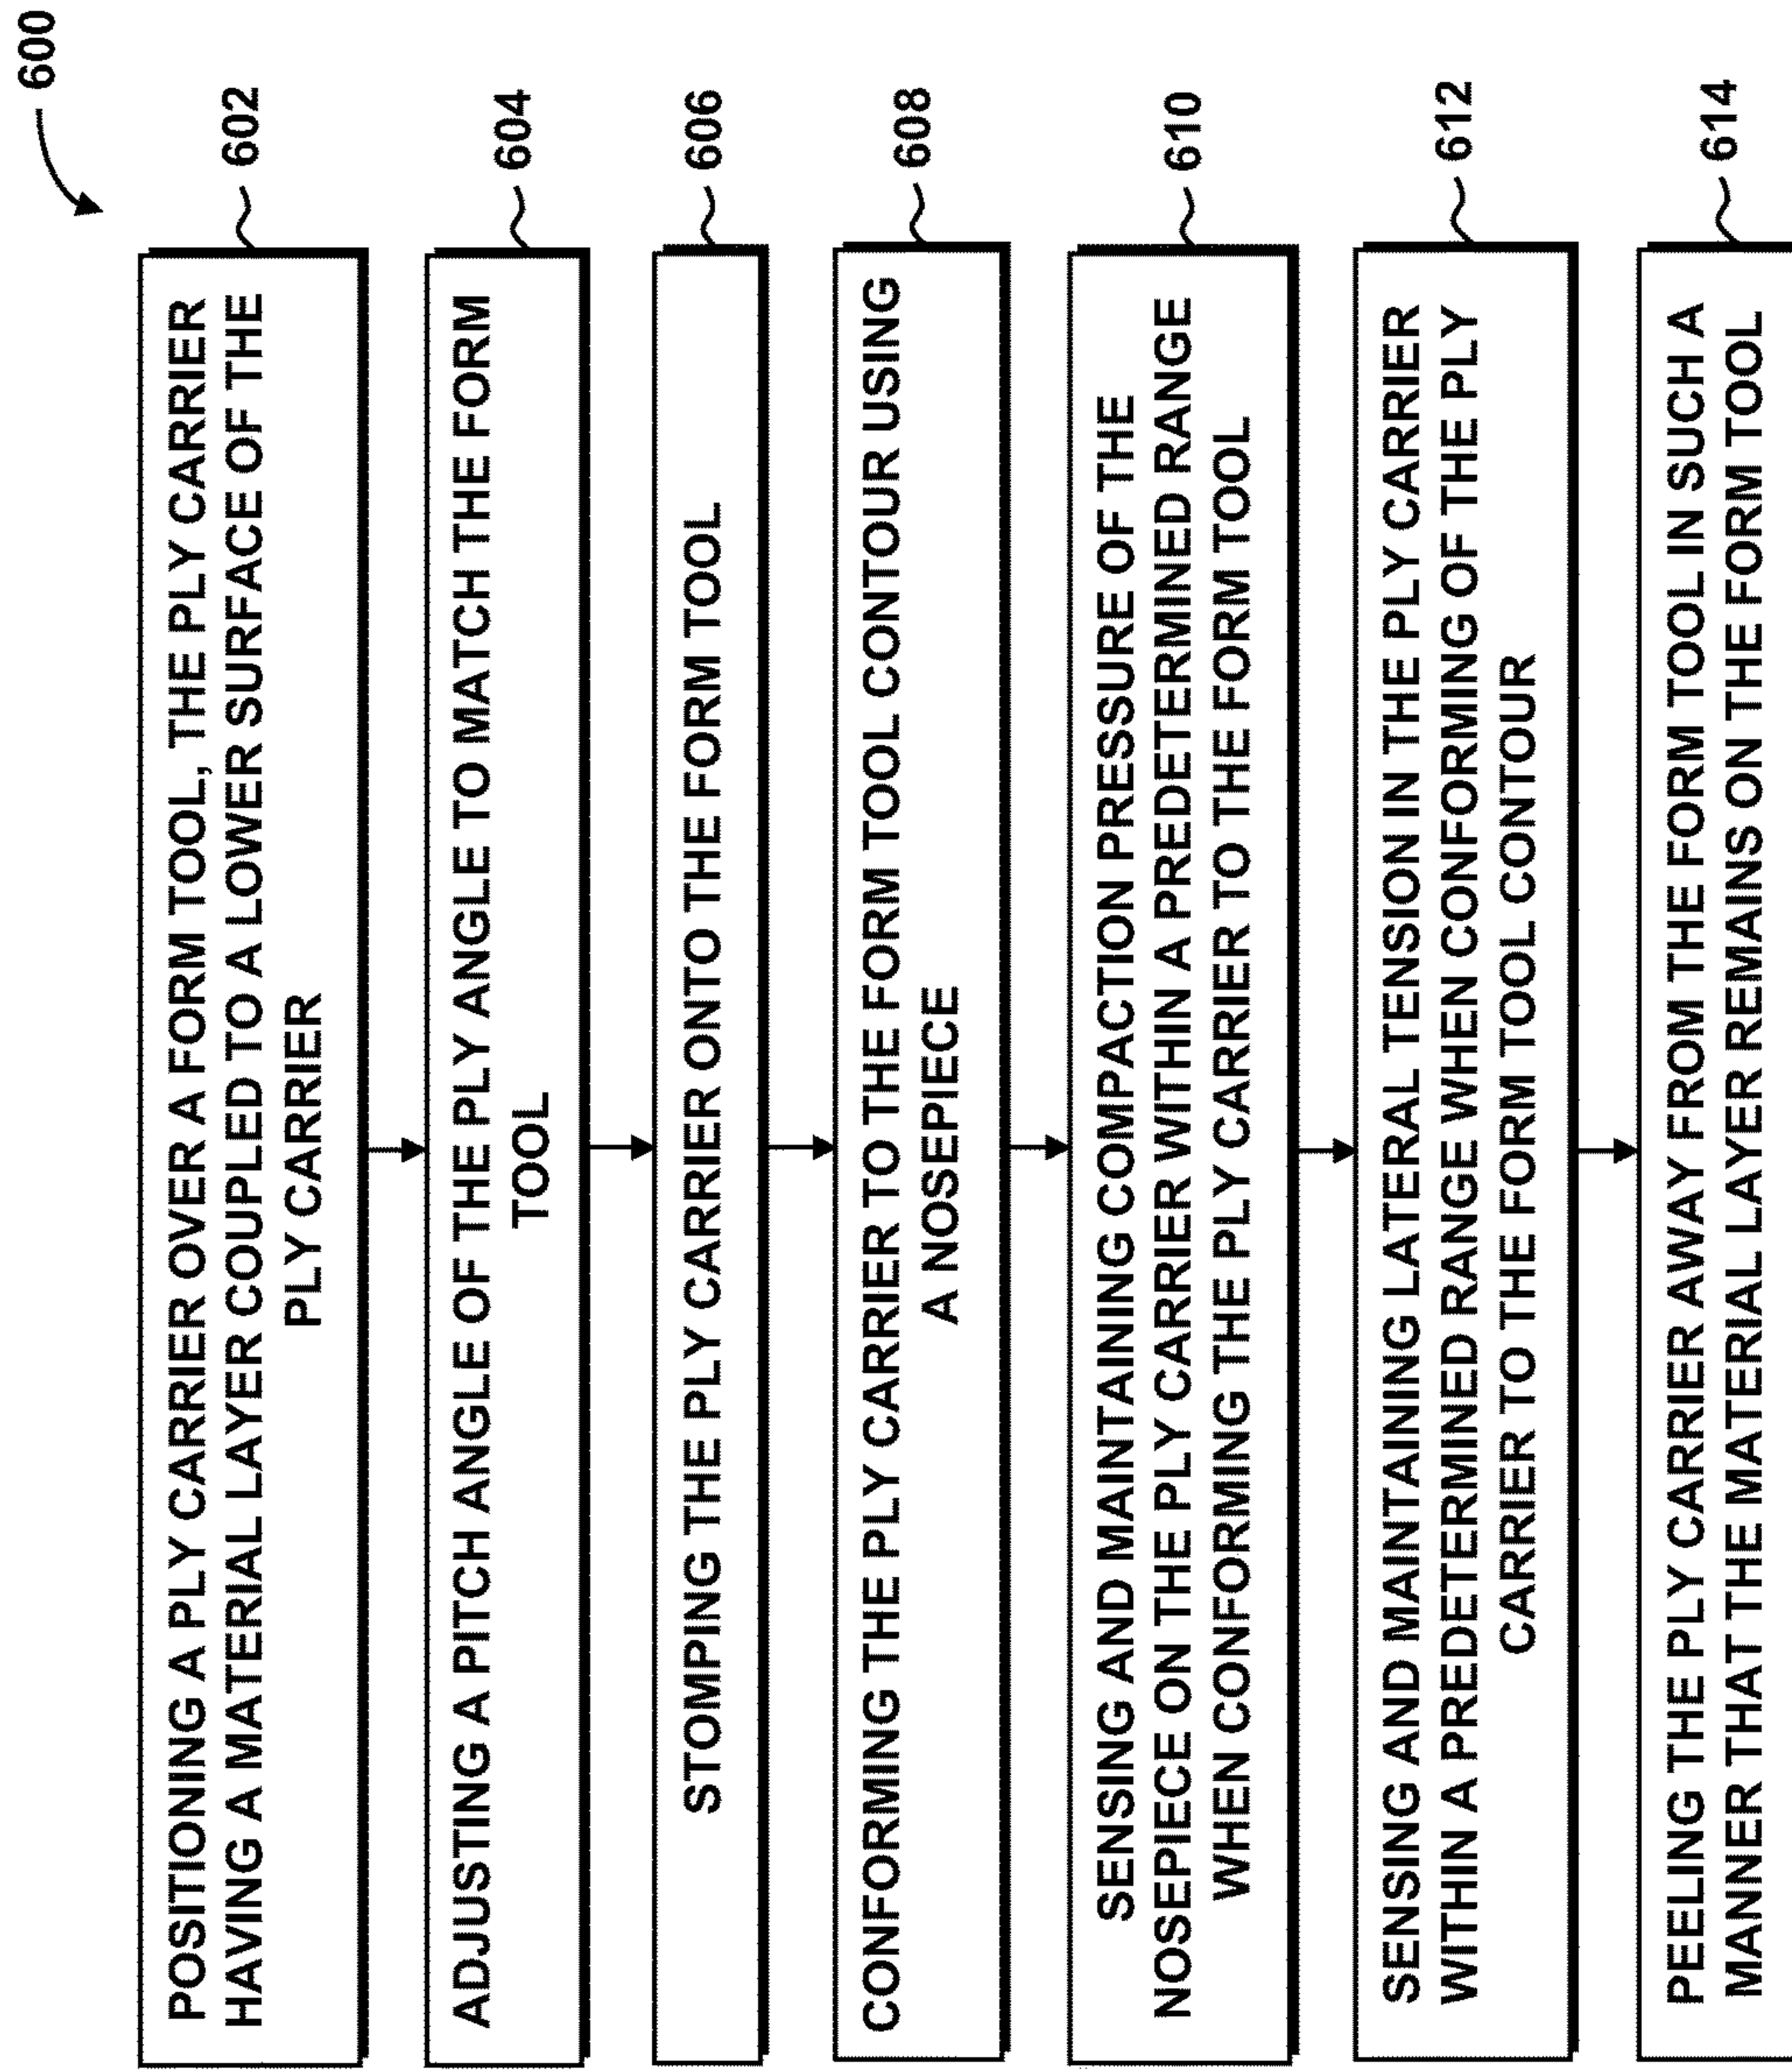 600
POSITIONING A PLY CARRIER OVER A FORM TOOL, THE PLY CARRIER
HAVING A MATERIAL LAYER COUPLED TO A LOWER SURFACE OF THE
PLY CARRIER
602
ADJUSTING A PITCH ANGLE OF THE PLY ANGLE TO MATCH THE FORM
TOOL
604
STOMPING THE PLY CARRIER ONTO THE FORM TOOL
606
CONFORMING THE PLY CARRIER TO THE FORM TOOL CONTOUR USING
A NOSEPIECE
608
SENSING AND MAINTAINING COMPACTION PRESSURE OF THE
NOSEPIECE ON THE PLY CARRIER WITHIN A PREDETERMINED RANGE
WHEN CONFORMING THE PLY CARRIER TO THE FORM TOOL
610
SENSING AND MAINTAINING LATERAL TENSION IN THE PLY CARRIER
WITHIN A PREDETERMINED RANGE WHEN CONFORMING OF THE PLY
CARRIER TO THE FORM TOOL CONTOUR
612
PEELING THE PLY CARRIER AWAY FROM THE FORM TOOL IN SUCH A
MANNER THAT THE MATERIAL LAYER REMAINS ON THE FORM TOOL
614